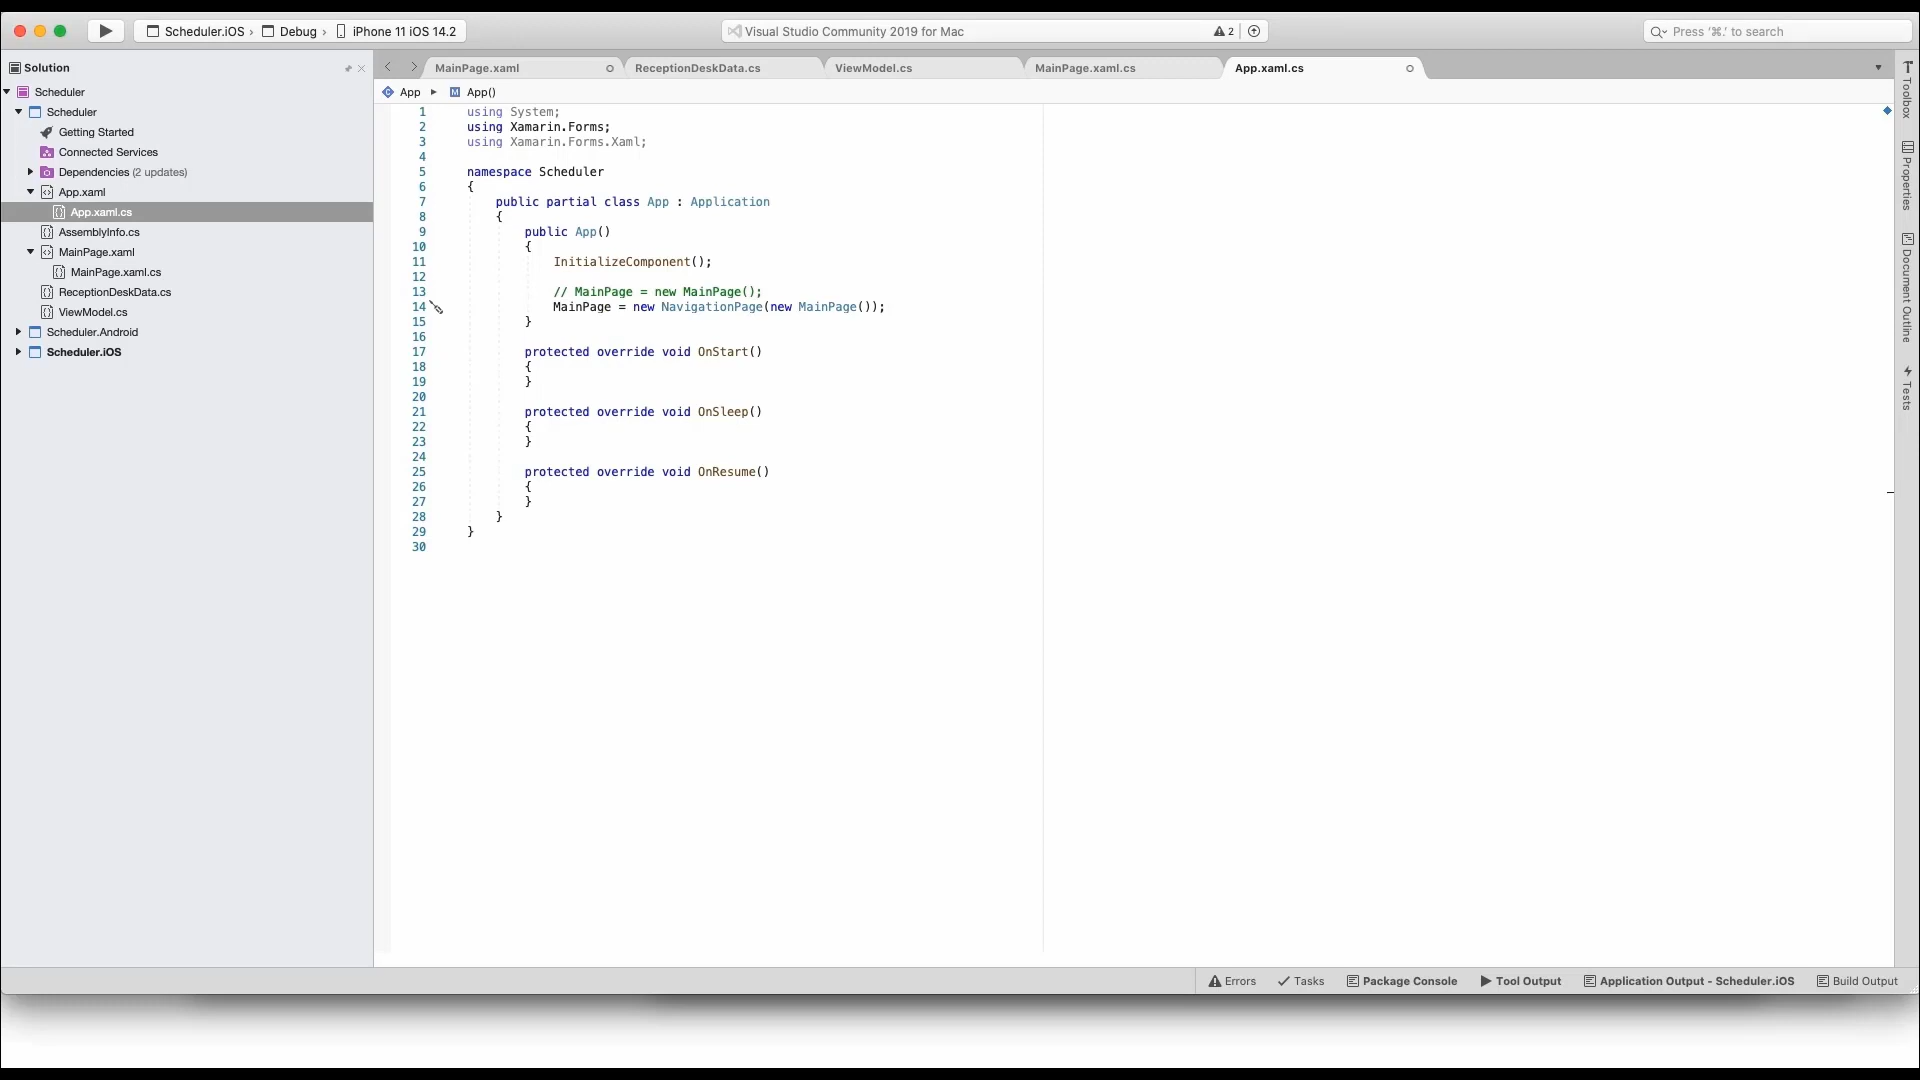 Scheduler.iOS › Debug › iPhone 11 iOS 14.2
Visual Studio Community 2019 for Mac
2
Press '⌘.' to search
Solution
Scheduler
Scheduler
Getting Started
Connected Services
Dependencies (2 updates)
App.xaml
App.xaml.cs
AssemblyInfo.cs
MainPage.xaml
MainPage.xaml.cs
ReceptionDeskData.cs
ViewModel.cs
Scheduler.Android
Scheduler.iOS
MainPage.xaml
ReceptionDeskData.cs
ViewModel.cs
MainPage.xaml.cs
App.xaml.cs
App ▸ M App()
1 using System;
2 using Xamarin.Forms;
3 using Xamarin.Forms.Xaml;
4
5 namespace Scheduler
6 {
7 public partial class App : Application
8 {
9 public App()
10 {
11 InitializeComponent();
12
13 // MainPage = new MainPage();
14 MainPage = new NavigationPage(new MainPage());
15 }
16
17 protected override void OnStart()
18 {
19 }
20
21 protected override void OnSleep()
22 {
23 }
24
25 protected override void OnResume()
26 {
27 }
28 }
29 }
30
Toolbox
Properties
Document Outline
Tests
Errors
Tasks
Package Console
Tool Output
Application Output - Scheduler.iOS
Build Output